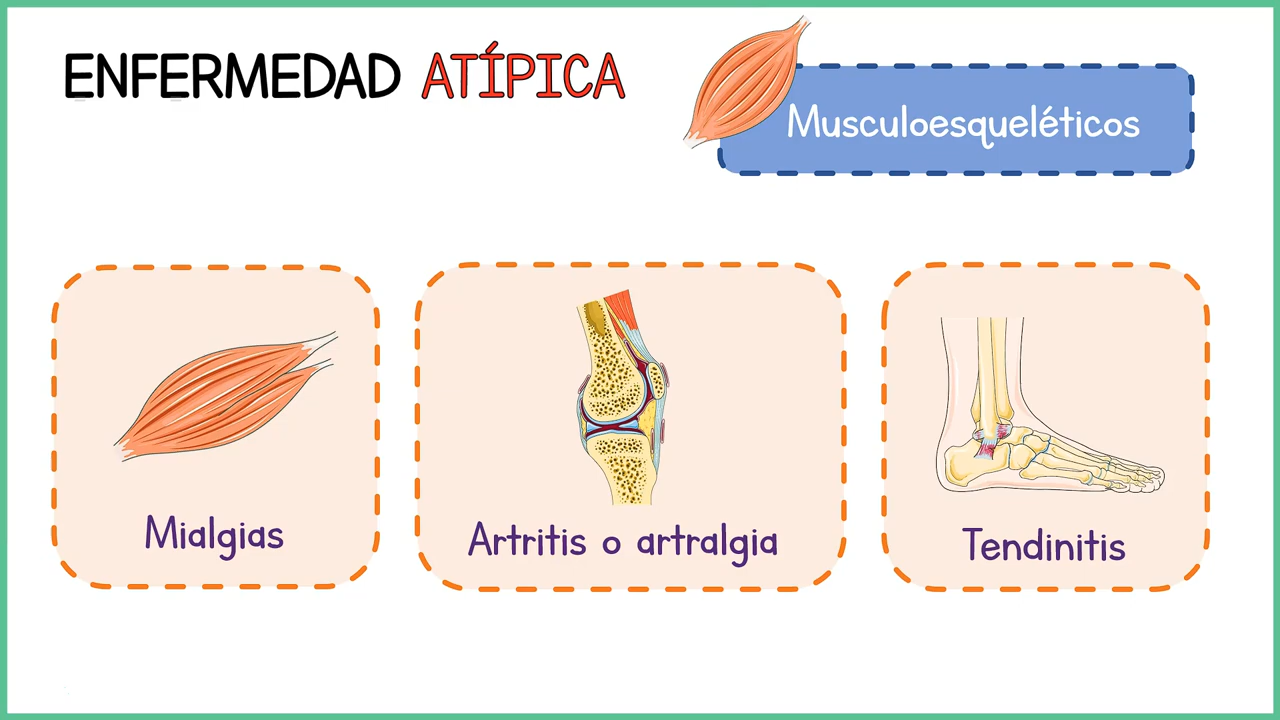 ENFERMEDAD ATÍPICA
Musculoesqueléticos
Mialgias
Artritis o artralgia
Tendinitis